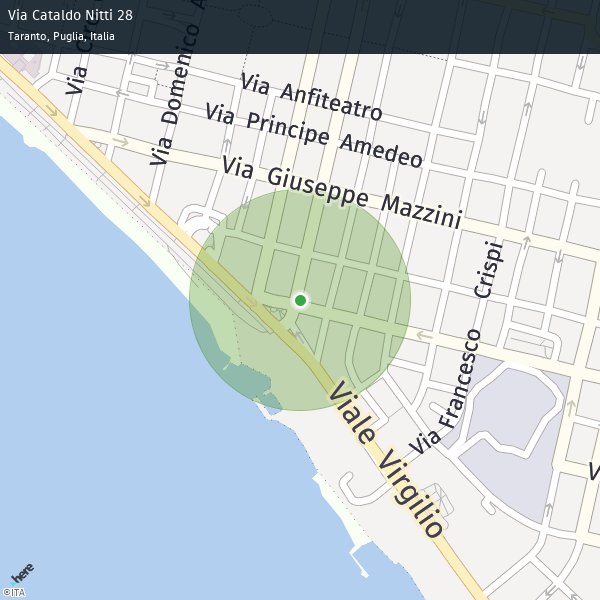 Via Cataldo Nitti 28
Taranto, Puglia, Italia
Via Domenico A
Via Anfiteatro
Via Principe Amedeo
Via Giuseppe Mazzini
Via Francesco Crispi
Viale Virgilio
V
here
©ITA